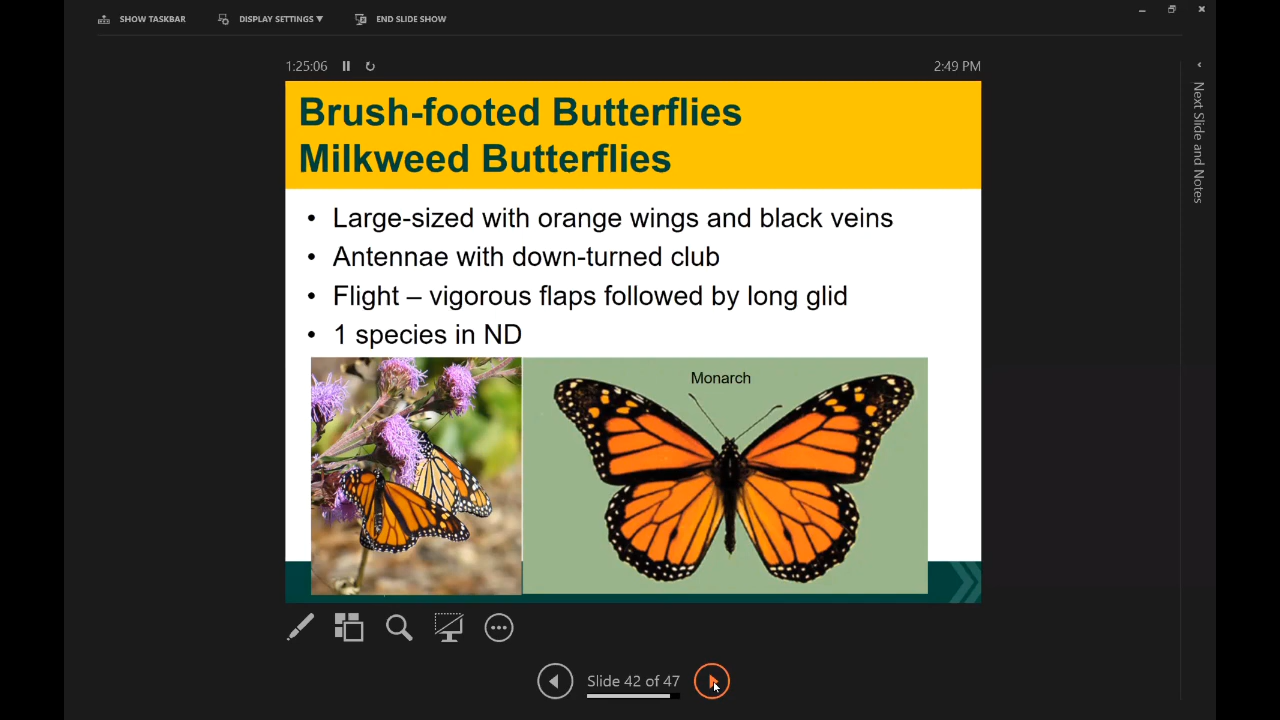 SHOW TASKBAR DISPLAY SETTINGS ▼ END SLIDE SHOW
1:25:06 2:49 PM
Brush-footed Butterflies
Milkweed Butterflies
• Large-sized with orange wings and black veins
• Antennae with down-turned club
• Flight – vigorous flaps followed by long glid
• 1 species in ND
Monarch
Slide 42 of 47
Next Slide and Notes